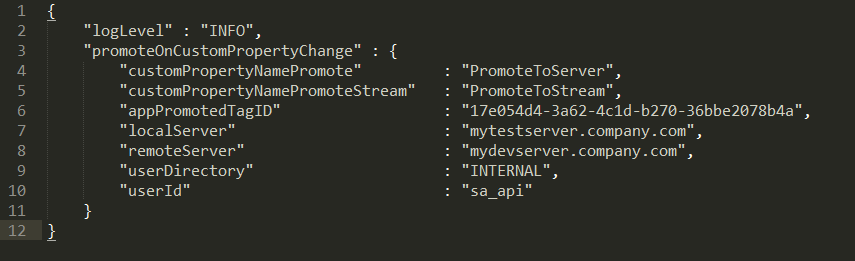 1 {
2     "logLevel" : "INFO",
3     "promoteOnCustomPropertyChange" : {
4         "customPropertyNamePromote"         : "PromoteToServer",
5         "customPropertyNamePromoteStream"   : "PromoteToStream",
6         "appPromotedTagID"                  : "17e054d4-3a62-4c1d-b270-36bbe2078b4a",
7         "localServer"                       : "mytestserver.company.com",
8         "remoteServer"                      : "mydevserver.company.com",
9         "userDirectory"                     : "INTERNAL",
10         "userId"                            : "sa_api"
11     }
12 }